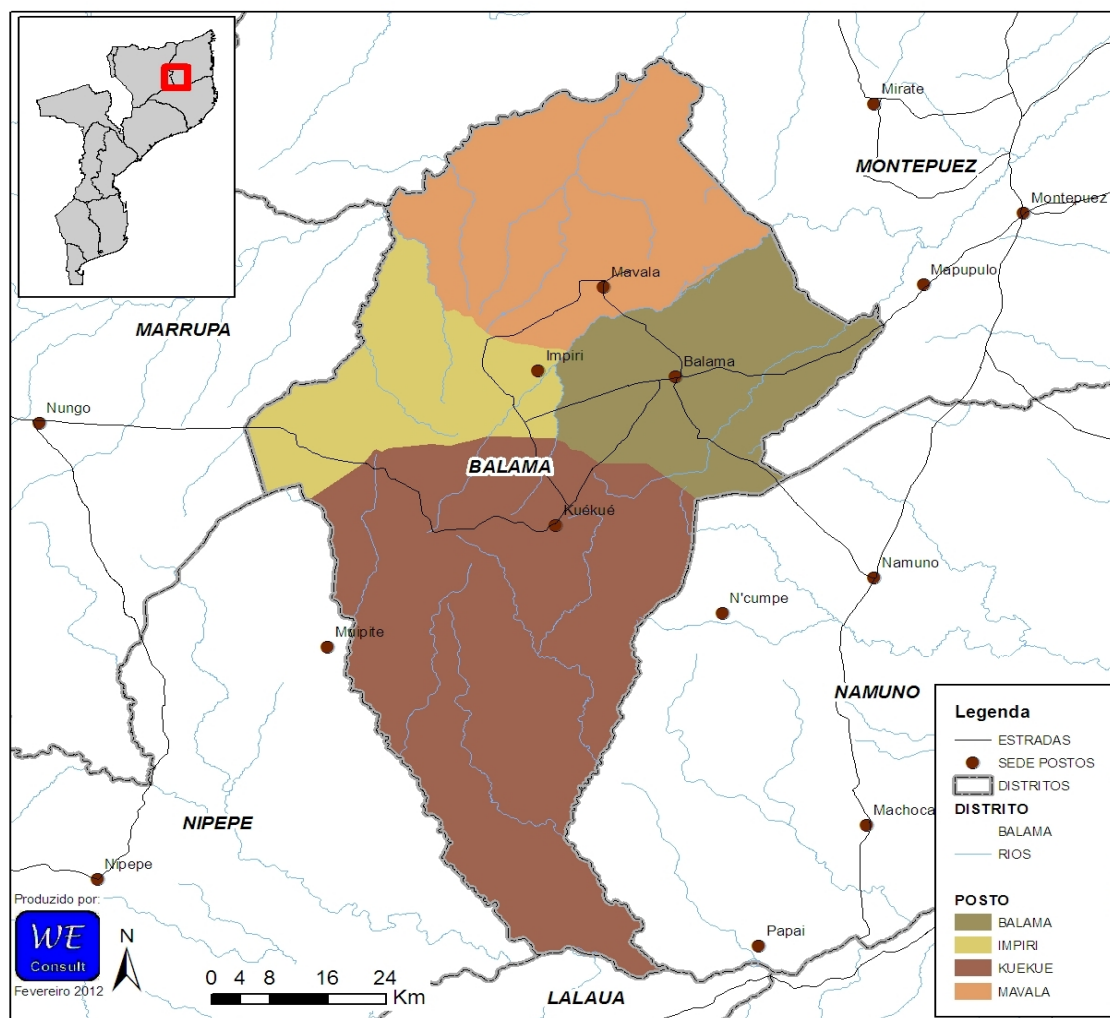 Mirate
MONTEPUEZ
Montepuez
Mavala
Mapupulo
MARRUPA
Impiri
Balama
Nungo
BALAMA
Kuékué
Namuno
N'cumpe
Muipite
NAMUNO
Machoca
NIPEPE
Nipepe
Papai
LALAUA
Produzido por:
WE
Consult
Fevereiro 2012
N
0 4 8 16 24
Km
Legenda
ESTRADAS
SEDE POSTOS
DISTRITOS
DISTRITO
BALAMA
RIOS
POSTO
BALAMA
IMPIRI
KUEKUE
MAVALA